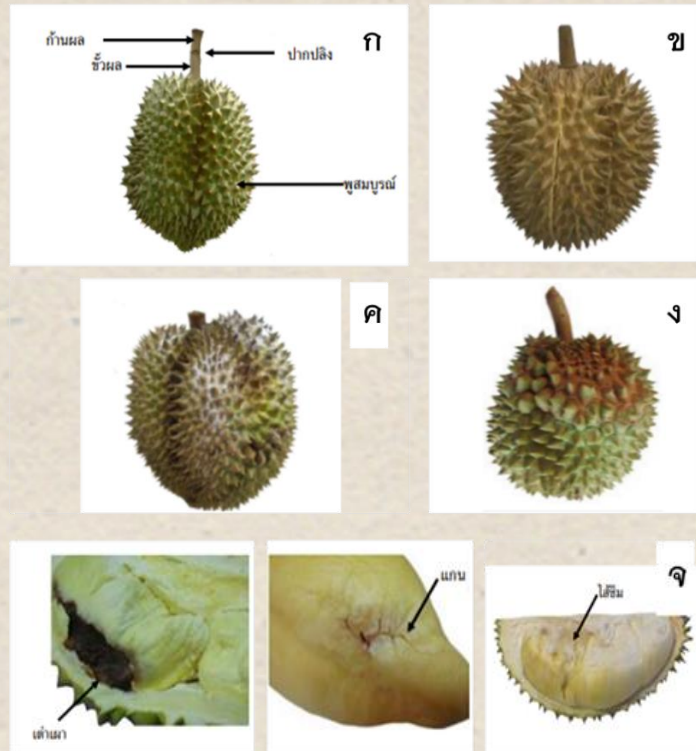 ก้านผล
ก
ปากปลิง
ขั้วผล
พูสมบูรณ์
ข
ค
ง
เต่าเผา
แกน
ไส้ซึม
จ